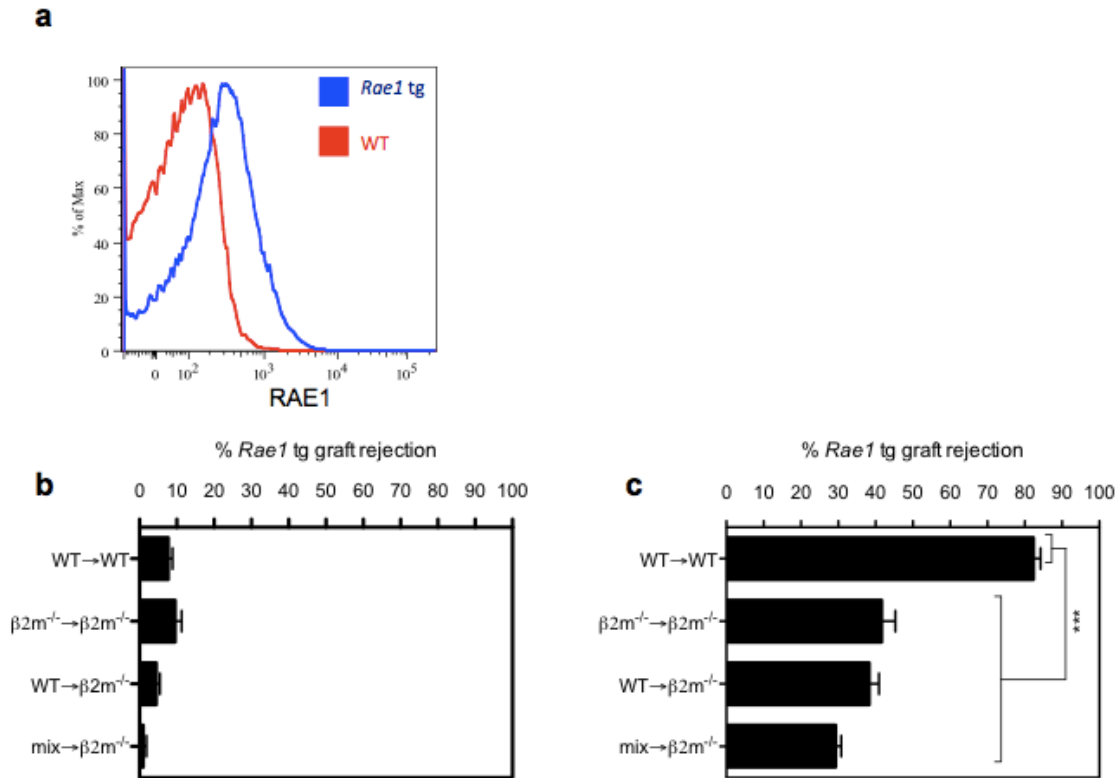 a
100
80
60
40
20
0
% of Max
Rae1 tg
WT
0 10² 10³ 10⁴ 10⁵
RAE1
% Rae1 tg graft rejection
b
0 10 20 30 40 50 60 70 80 90 100
WT→WT
β2m⁻/⁻→β2m⁻/⁻
WT→β2m⁻/⁻
mix→β2m⁻/⁻
% Rae1 tg graft rejection
c
0 10 20 30 40 50 60 70 80 90 100
WT→WT
β2m⁻/⁻→β2m⁻/⁻
WT→β2m⁻/⁻
mix→β2m⁻/⁻
***